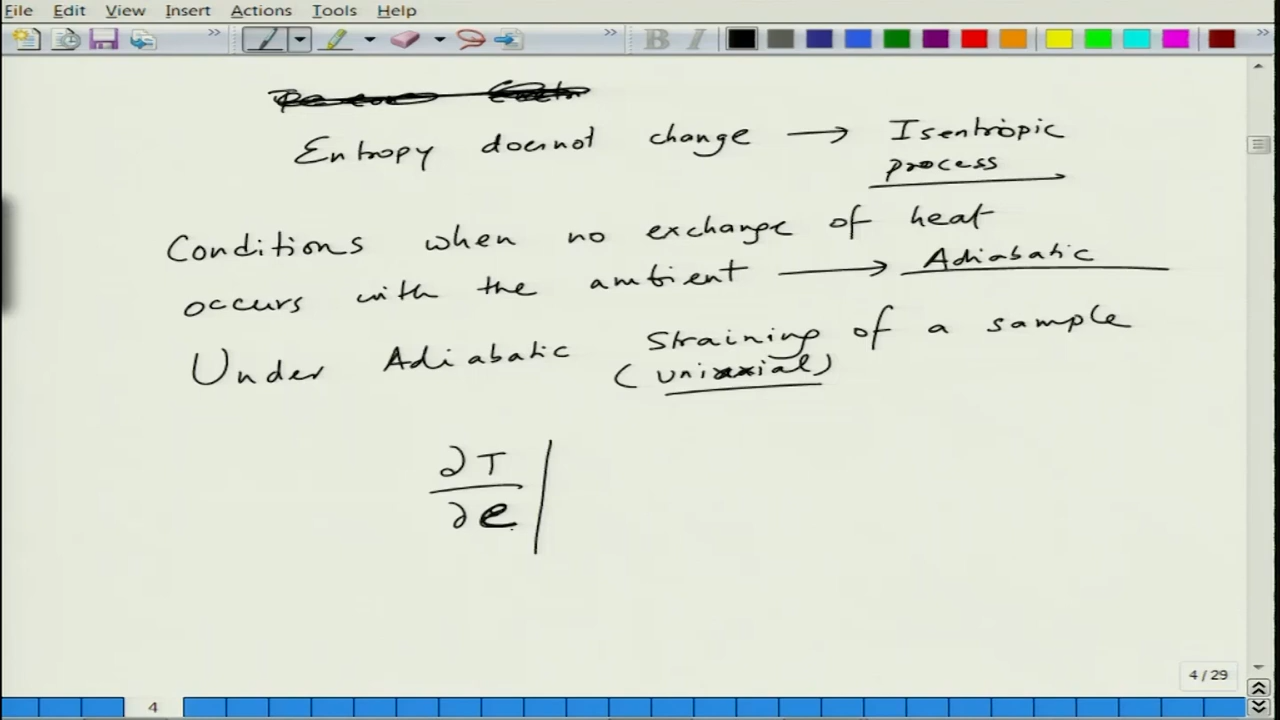 File Edit View Insert Actions Tools Help
B I
Entropy doesnot change → Isentropic
process
Conditions when no exchange of heat
occurs with the ambient → Adiabatic
Under Adiabatic Straining of a sample
(uniaxial)
∂T
∂e
4 / 29
4